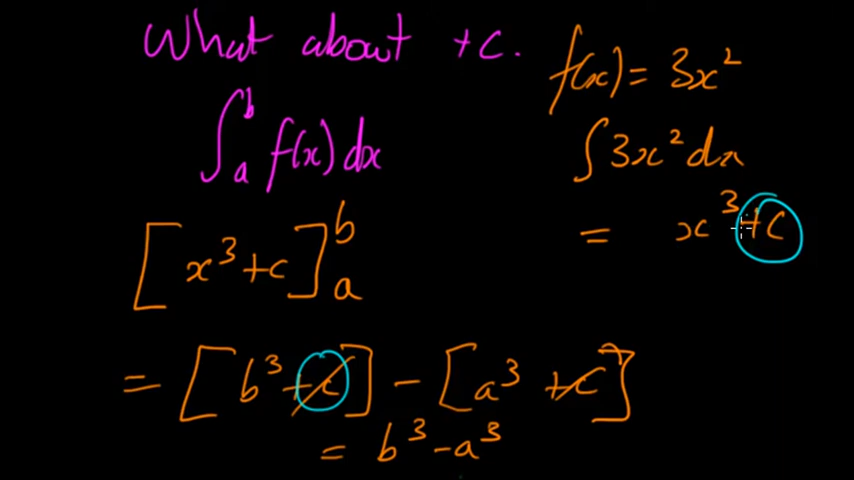 What about +c.
f(x) = 3x²
∫ₐᵇ f(x) dx
∫ 3x² dx
= x³ + c
[x³ + c]ₐᵇ
= [b³ + c] - [a³ + c]
= b³ - a³